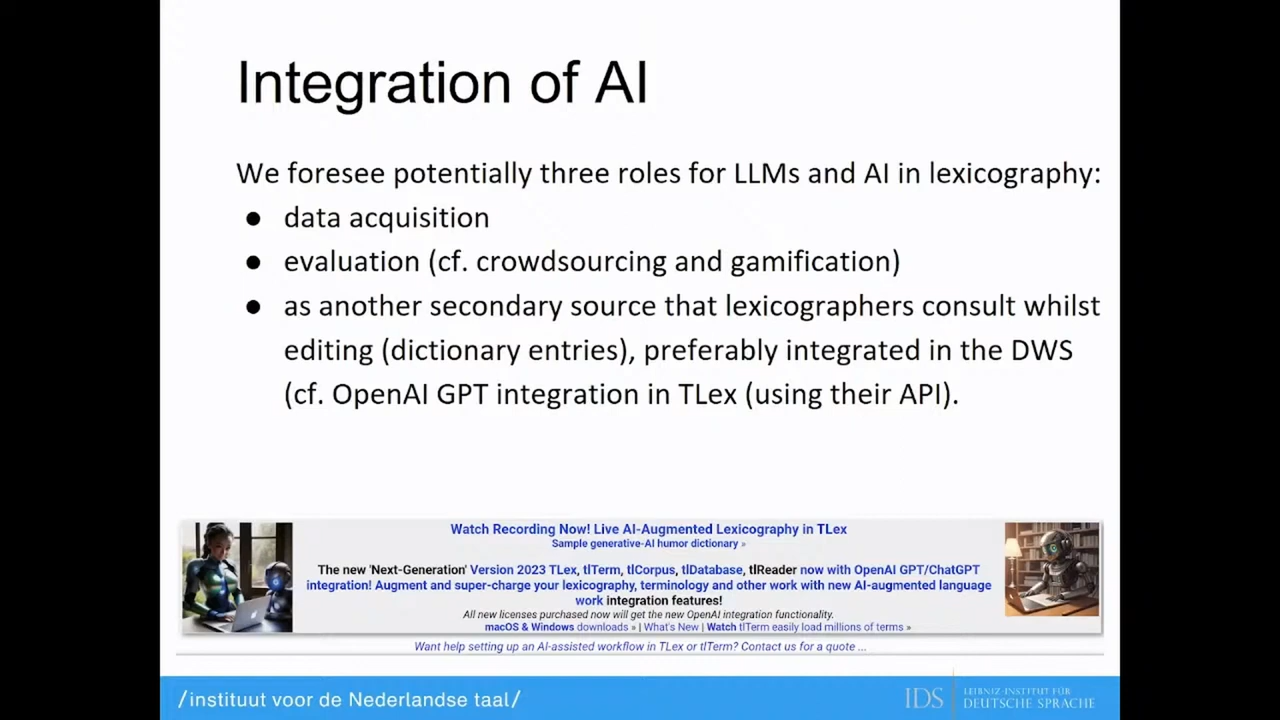 Integration of AI
We foresee potentially three roles for LLMs and AI in lexicography:
● data acquisition
● evaluation (cf. crowdsourcing and gamification)
● as another secondary source that lexicographers consult whilst
editing (dictionary entries), preferably integrated in the DWS
(cf. OpenAI GPT integration in TLex (using their API).
Watch Recording Now! Live AI-Augmented Lexicography in TLex
Sample generative-AI humor dictionary »
The new 'Next-Generation' Version 2023 TLex, tlTerm, tlCorpus, tlDatabase, tlReader now with OpenAI GPT/ChatGPT
integration! Augment and super-charge your lexicography, terminology and other work with new AI-augmented language
work integration features!
All new licenses purchased now will get the new OpenAI integration functionality.
macOS & Windows downloads » | What's New | Watch tlTerm easily load millions of terms »
Want help setting up an AI-assisted workflow in TLex or tlTerm? Contact us for a quote ...
/instituut voor de Nederlandse taal/
IDS
LEIBNIZ-INSTITUT FÜR
DEUTSCHE SPRACHE